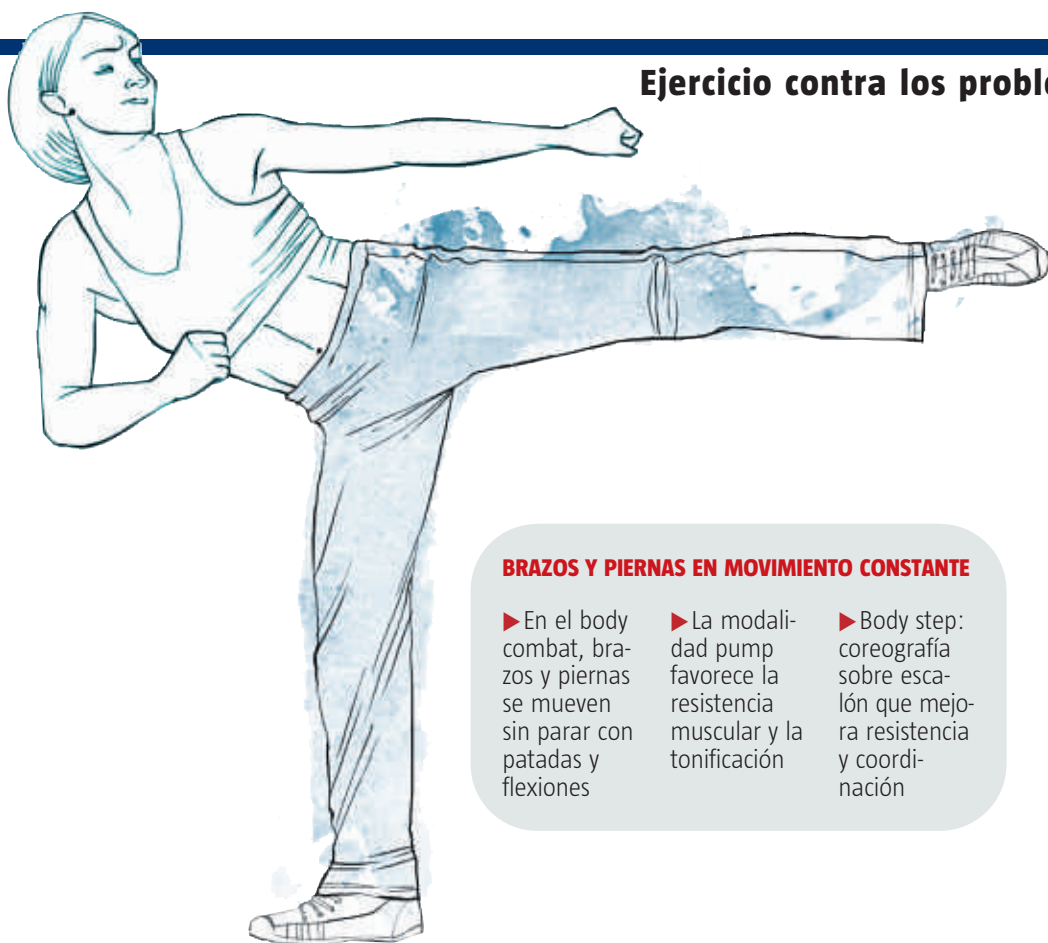 Ejercicio contra los
BRAZOS Y PIERNAS EN MOVIMIENTO CONSTANTE
▶ En el body
combat, bra-
zos y piernas
se mueven
sin parar con
patadas y
flexiones
▶ La modali-
dad pump
favorece la
resistencia
muscular y la
tonificación
▶ Body step:
coreografía
sobre esca-
lón que mejo-
ra resistencia
y coordi-
nación